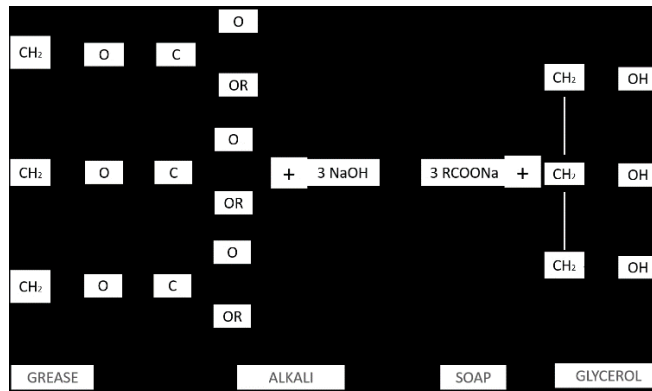 O
CH₂ O C
OR
CH₂ OH
O
CH₂ O C + 3 NaOH 3 RCOONa + CH₂ OH
OR
O
CH₂ OH
CH₂ O C
OR
GREASE ALKALI SOAP GLYCEROL